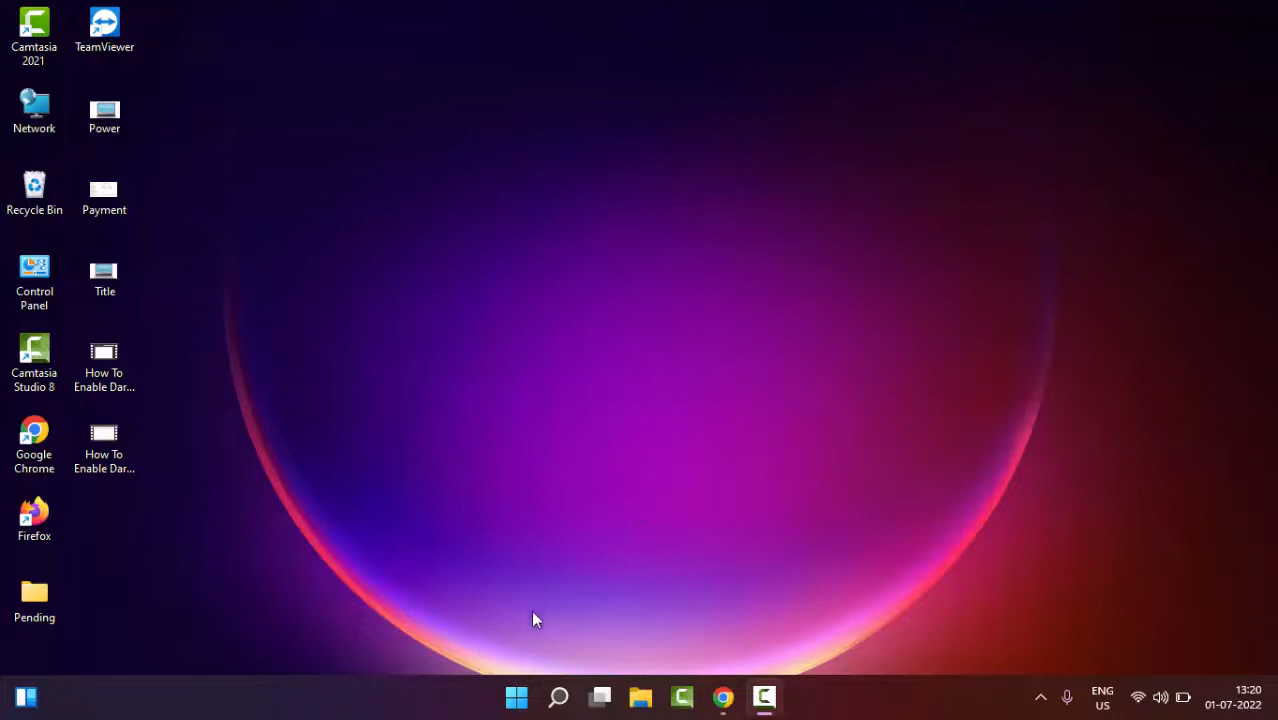 Camtasia
2021
TeamViewer
Network
Power
Recycle Bin
Payment
Control
Panel
Title
Camtasia
Studio 8
How To
Enable Dar...
Google
Chrome
How To
Enable Dar...
Firefox
Pending
ENG
US
13:20
01-07-2022